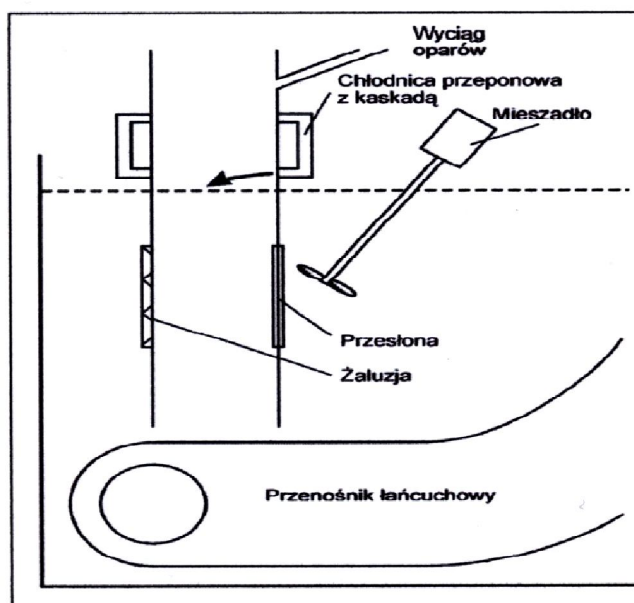 Wyciąg
oparów
Chłodnica przeponowa
z kaskadą
Mieszadło
Przesłona
Żaluzja
Przenośnik łańcuchowy